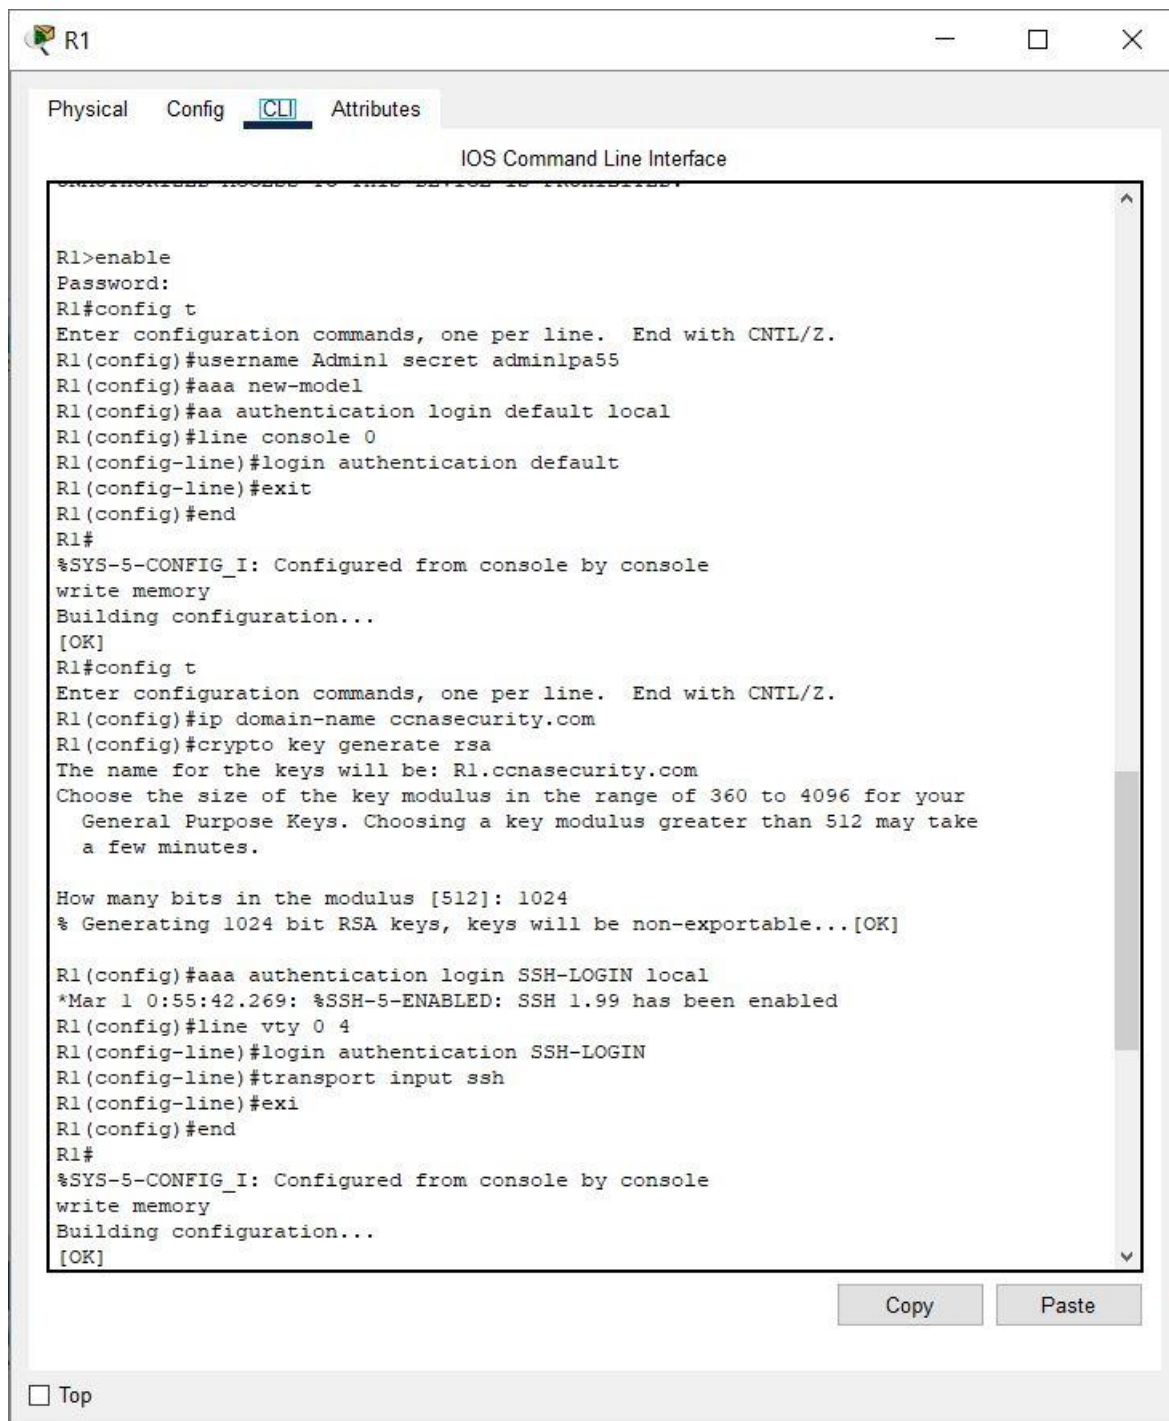 R1
Physical Config CLI Attributes
IOS Command Line Interface
UNAUTHORIZED ACCESS TO THIS DEVICE IS PROHIBITED.
R1>enable
Password:
R1#config t
Enter configuration commands, one per line.  End with CNTL/Z.
R1(config)#username Admin1 secret admin1pa55
R1(config)#aaa new-model
R1(config)#aa authentication login default local
R1(config)#line console 0
R1(config-line)#login authentication default
R1(config-line)#exit
R1(config)#end
R1#
%SYS-5-CONFIG_I: Configured from console by console
write memory
Building configuration...
[OK]
R1#config t
Enter configuration commands, one per line.  End with CNTL/Z.
R1(config)#ip domain-name ccnasecurity.com
R1(config)#crypto key generate rsa
The name for the keys will be: R1.ccnasecurity.com
Choose the size of the key modulus in the range of 360 to 4096 for your
General Purpose Keys. Choosing a key modulus greater than 512 may take
a few minutes.
How many bits in the modulus [512]: 1024
% Generating 1024 bit RSA keys, keys will be non-exportable...[OK]
R1(config)#aaa authentication login SSH-LOGIN local
*Mar 1 0:55:42.269: %SSH-5-ENABLED: SSH 1.99 has been enabled
R1(config)#line vty 0 4
R1(config-line)#login authentication SSH-LOGIN
R1(config-line)#transport input ssh
R1(config-line)#exi
R1(config)#end
R1#
%SYS-5-CONFIG_I: Configured from console by console
write memory
Building configuration...
[OK]
Copy Paste
Top